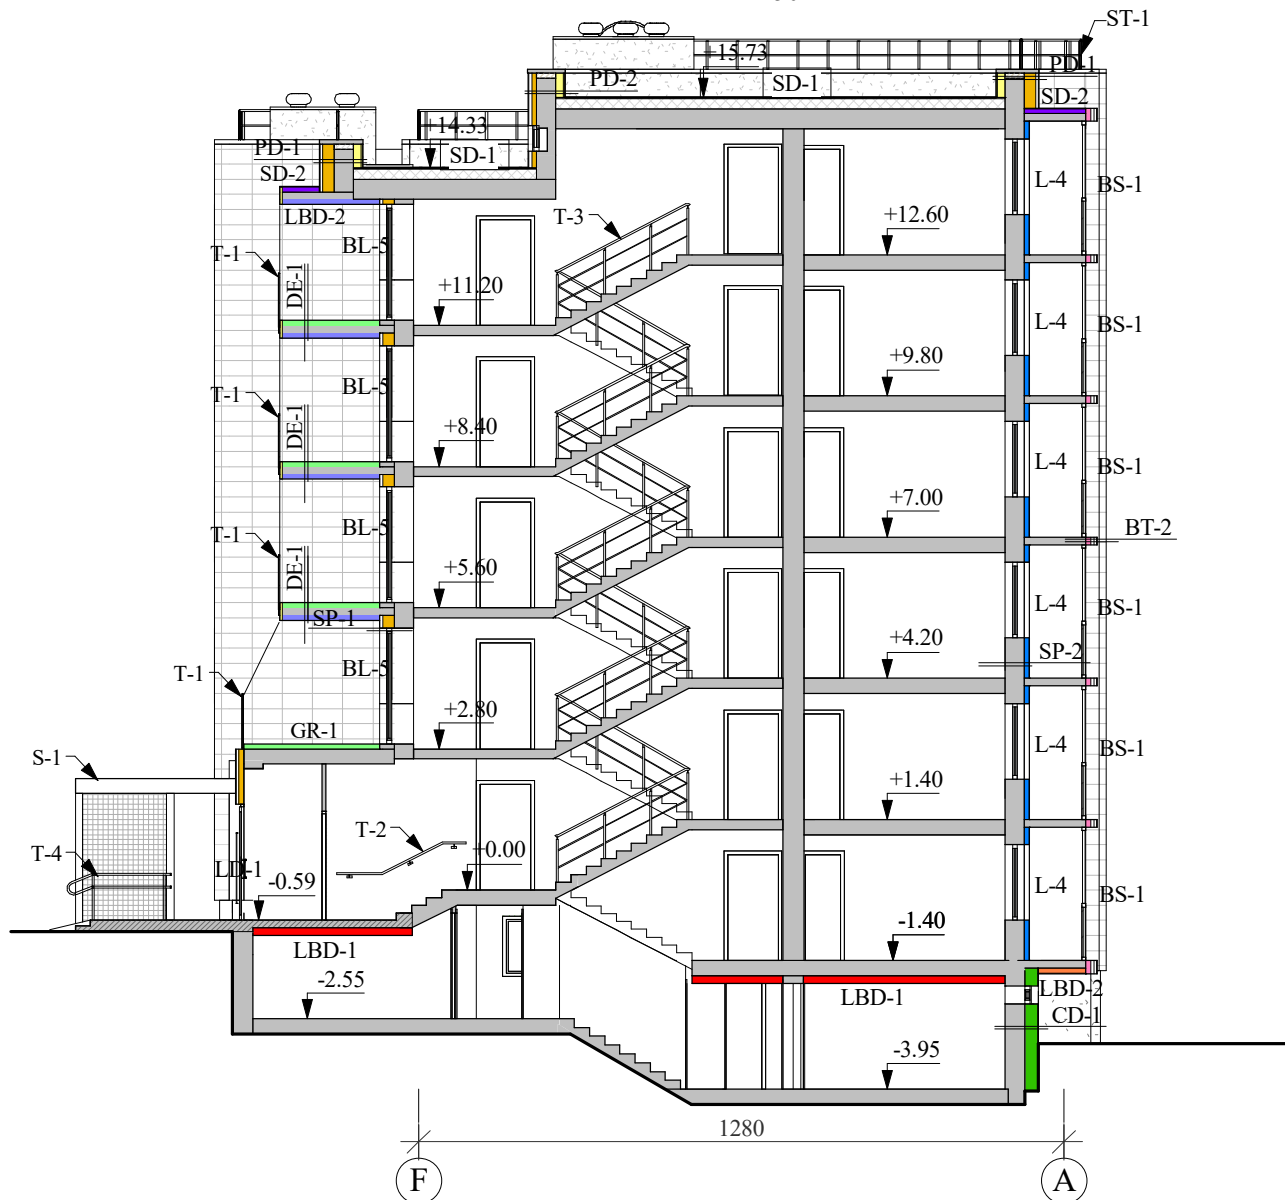 ST-1
+15.73
PD-2
SD-1
PD-1
SD-2
+14.33
PD-1
SD-1
SD-2
LBD-2
L-4
BS-1
T-3
+12.60
BL-5
T-1
DE-1
+11.20
L-4
BS-1
+9.80
BL-5
T-1
DE-1
+8.40
L-4
BS-1
+7.00
BT-2
BL-5
T-1
DE-1
+5.60
L-4
BS-1
SP-1
+4.20
SP-2
BL-5
T-1
GR-1
+2.80
L-4
BS-1
S-1
+1.40
T-2
T-4
+0.00
LD-1
-0.59
L-4
BS-1
-1.40
LBD-1
-2.55
LBD-1
LBD-2
CD-1
-3.95
1280
F
A